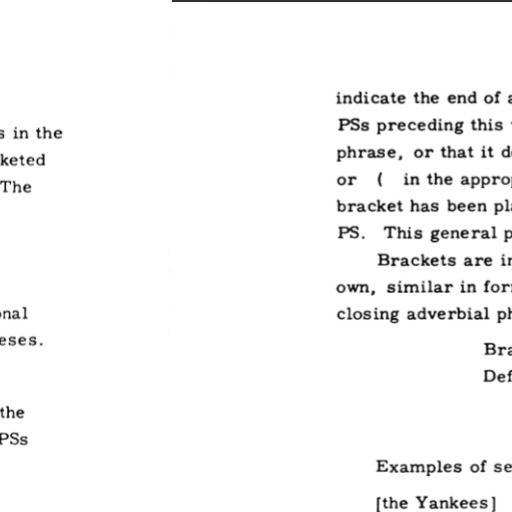 s in the
keted
The
onal
eses.
the
PSs
indicate the end of a
PSs preceding this
phrase, or that it d
or ( in the approp
bracket has been pl
PS. This general p
Brackets are in
own, similar in for
closing adverbial ph
Bra
Def
Examples of se
[the Yankees]